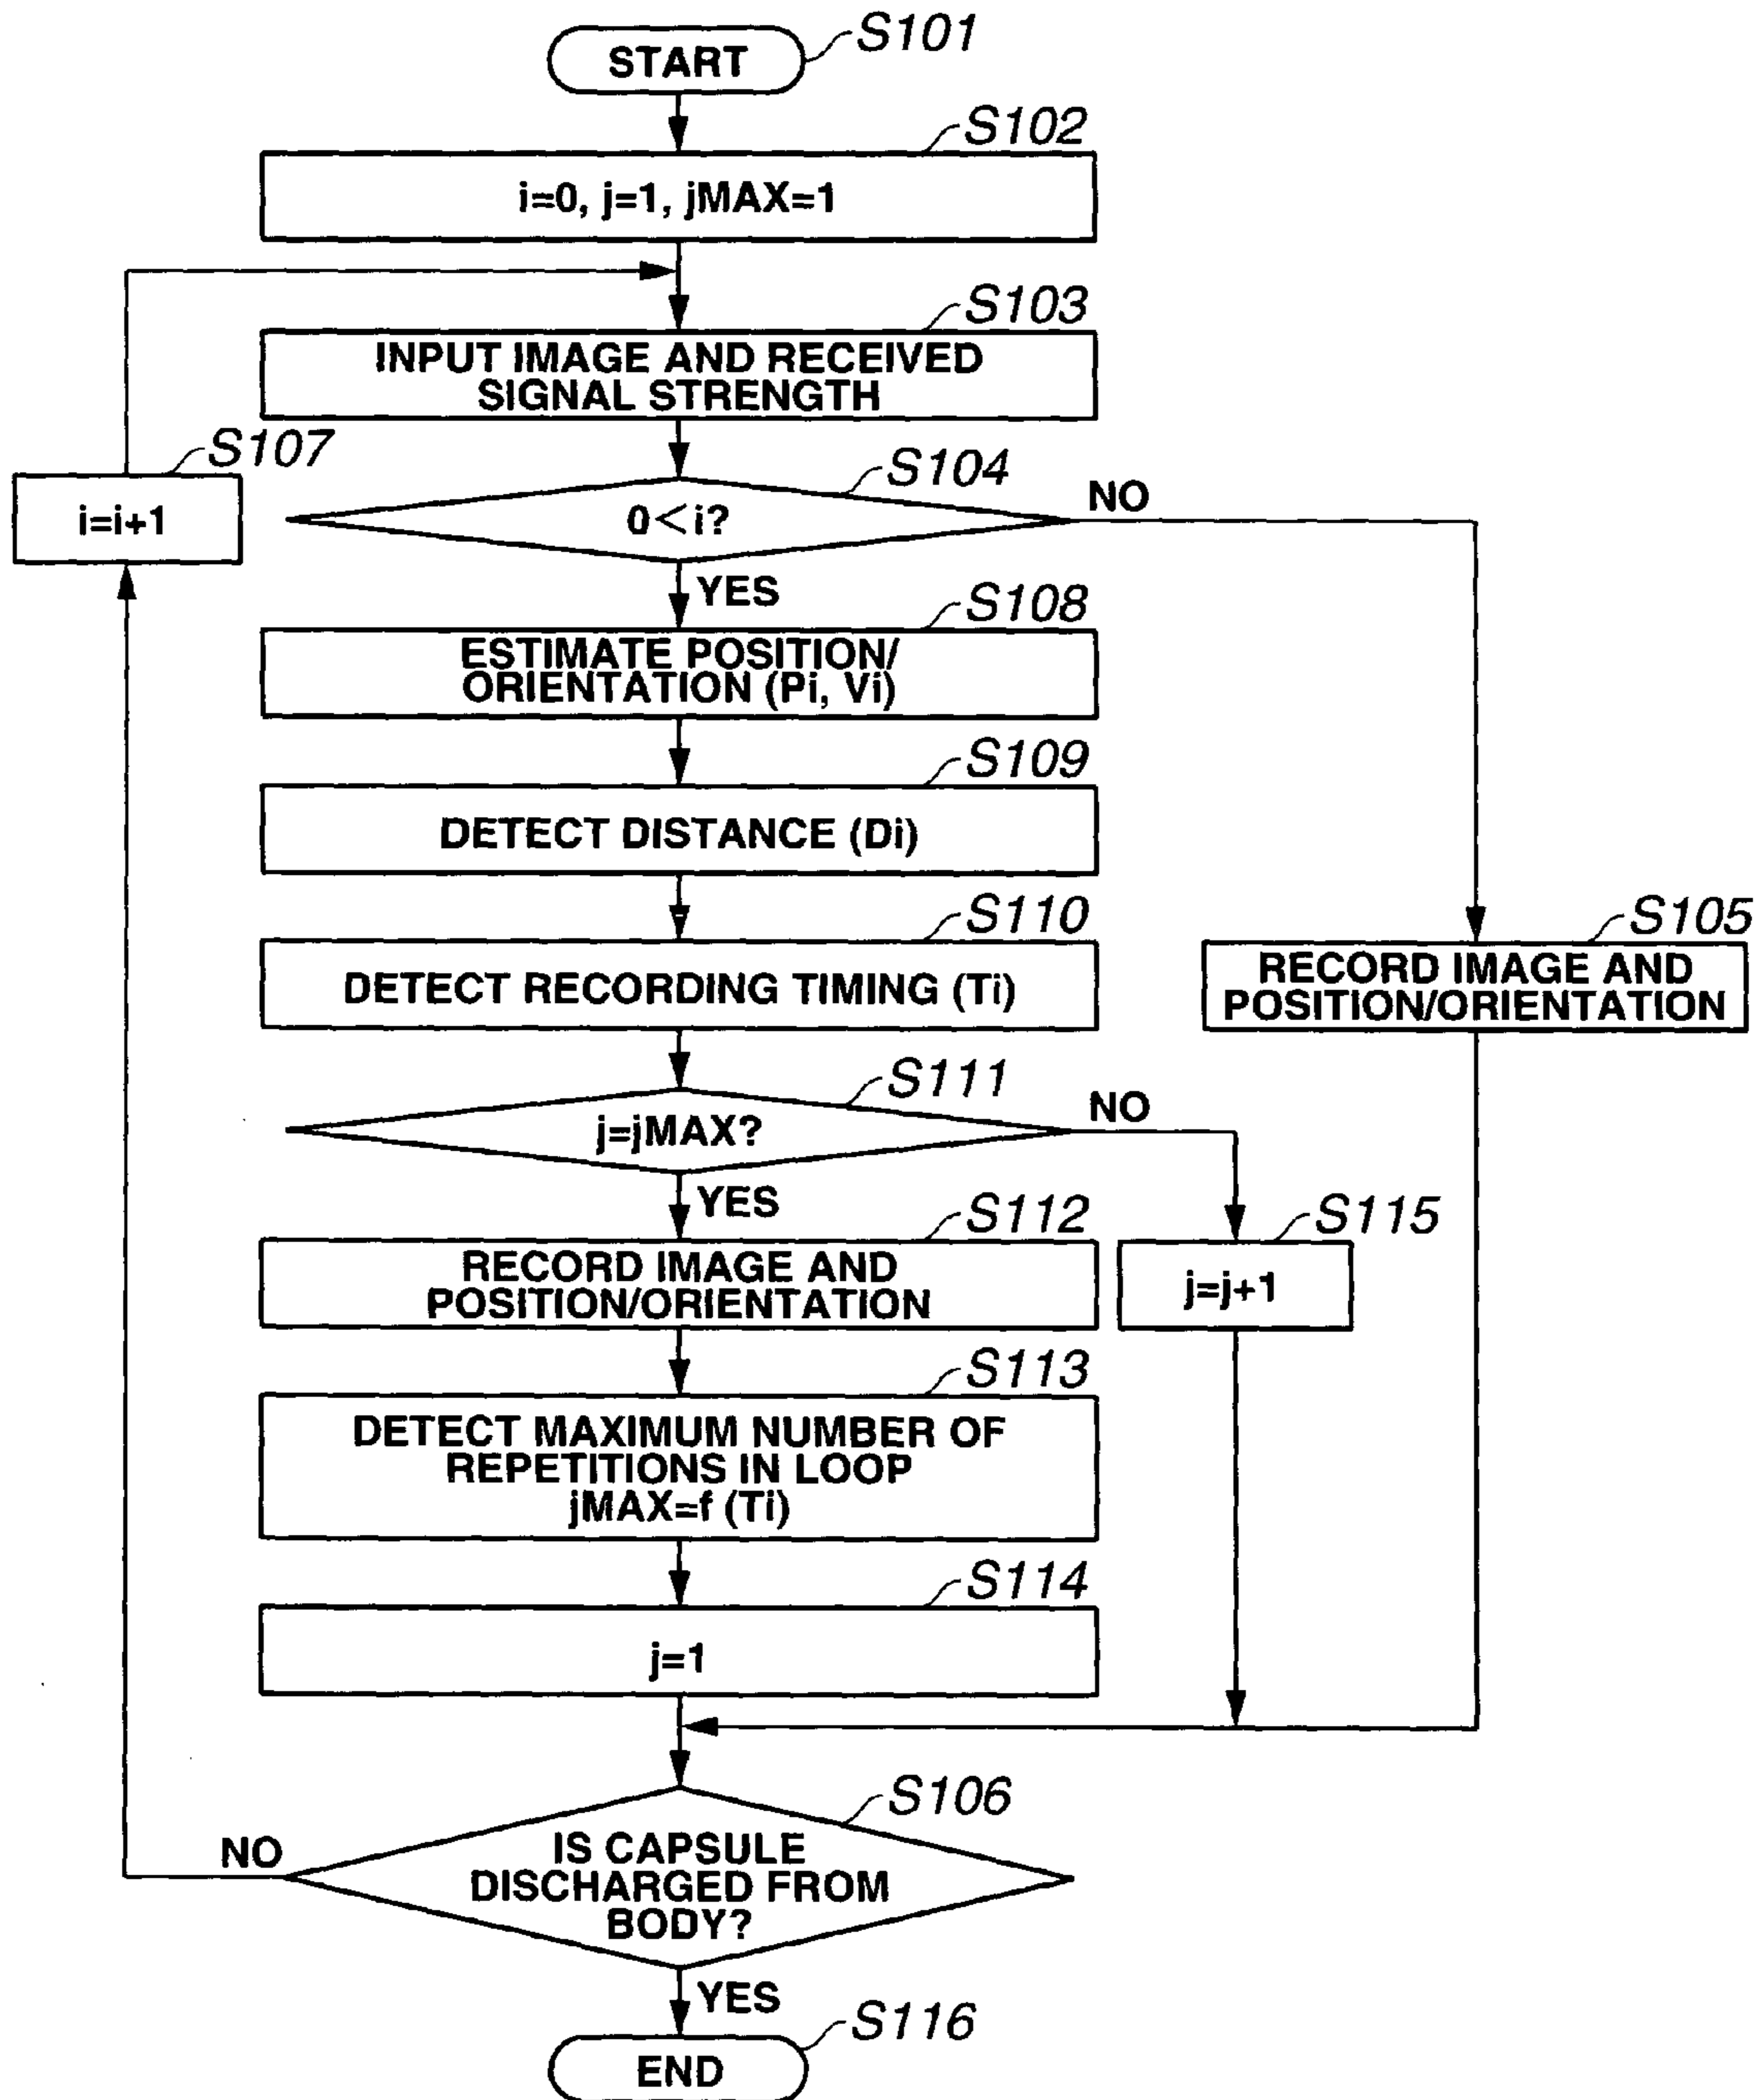 START
S101
S102
i=0, j=1, jMAX=1
S103
INPUT IMAGE AND RECEIVED
SIGNAL STRENGTH
S107
i=i+1
S104
0<i?
NO
YES
S108
ESTIMATE POSITION/
ORIENTATION (Pi, Vi)
S109
DETECT DISTANCE (Di)
S110
DETECT RECORDING TIMING (Ti)
S105
RECORD IMAGE AND
POSITION/ORIENTATION
S111
j=jMAX?
NO
YES
S112
RECORD IMAGE AND
POSITION/ORIENTATION
S115
j=j+1
S113
DETECT MAXIMUM NUMBER OF
REPETITIONS IN LOOP
jMAX=f (Ti)
S114
j=1
S106
IS CAPSULE
DISCHARGED FROM
BODY?
NO
YES
S116
END